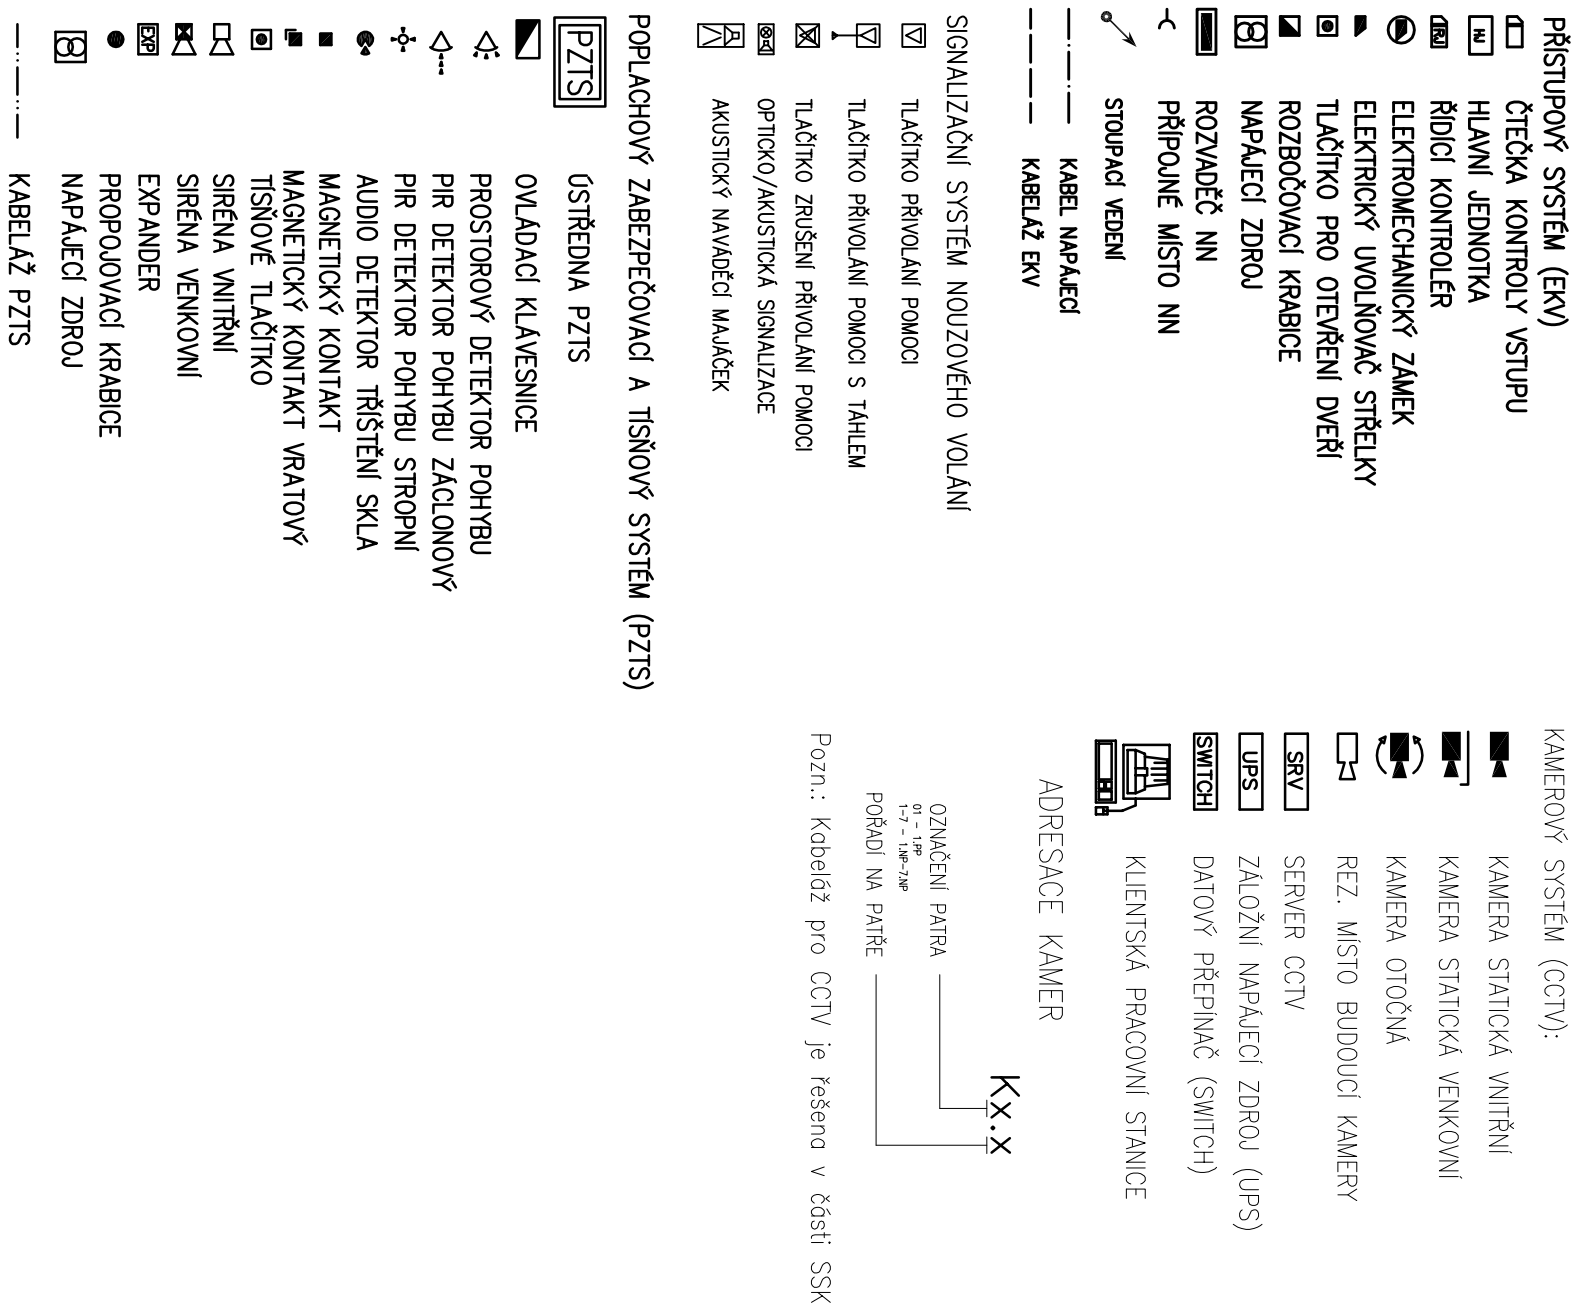 PŘÍSTUPOVÝ SYSTÉM (EKV)
ČTEČKA KONTROLY VSTUPU
HJ HLAVNÍ JEDNOTKA
ŘÍDÍCÍ KONTROLÉR
ELEKTROMECHANICKÝ ZÁMEK
ELEKTRICKÝ UVOLŇOVAČ STŘELKY
TLAČÍTKO PRO OTEVŘENÍ DVEŘÍ
ROZBOČOVACÍ KRABICE
NAPÁJECÍ ZDROJ
ROZVADĚČ NN
PŘÍPOJNÉ MÍSTO NN
STOUPACÍ VEDENÍ
KABEL NAPÁJECÍ
KABELÁŽ EKV
SIGNALIZAČNÍ SYSTÉM NOUZOVÉHO VOLÁNÍ
TLAČÍTKO PŘIVOLÁNÍ POMOCI
TLAČÍTKO PŘIVOLÁNÍ POMOCI S TÁHLEM
TLAČÍTKO ZRUŠENÍ PŘIVOLÁNÍ POMOCI
OPTICKO/AKUSTICKÁ SIGNALIZACE
AKUSTICKÝ NAVÁDĚCÍ MAJÁČEK
POPLACHOVÝ ZABEZPEČOVACÍ A TÍSŇOVÝ SYSTÉM (PZTS)
PZTS ÚSTŘEDNA PZTS
OVLÁDACÍ KLÁVESNICE
PROSTOROVÝ DETEKTOR POHYBU
PIR DETEKTOR POHYBU ZÁCLONOVÝ
PIR DETEKTOR POHYBU STROPNÍ
AUDIO DETEKTOR TŘÍŠTĚNÍ SKLA
MAGNETICKÝ KONTAKT
MAGNETICKÝ KONTAKT VRATOVÝ
TÍSŇOVÉ TLAČÍTKO
SIRÉNA VNITŘNÍ
SIRÉNA VENKOVNÍ
EXP EXPANDER
PROPOJOVACÍ KRABICE
NAPÁJECÍ ZDROJ
KABELÁŽ PZTS
KAMEROVÝ SYSTÉM (CCTV):
KAMERA STATICKÁ VNITŘNÍ
KAMERA STATICKÁ VENKOVNÍ
KAMERA OTOČNÁ
REZ. MÍSTO BUDOUCÍ KAMERY
SRV SERVER CCTV
UPS ZÁLOŽNÍ NAPÁJECÍ ZDROJ (UPS)
SWITCH DATOVÝ PŘEPÍNAČ (SWITCH)
KLIENTSKÁ PRACOVNÍ STANICE
ADRESACE KAMER
Kx.x
OZNAČENÍ PATRA
01 - 1.PP
1-7 - 1.NP-7.NP
POŘADÍ NA PATŘE
Pozn.: Kabeláž pro CCTV je řešena v části SSK